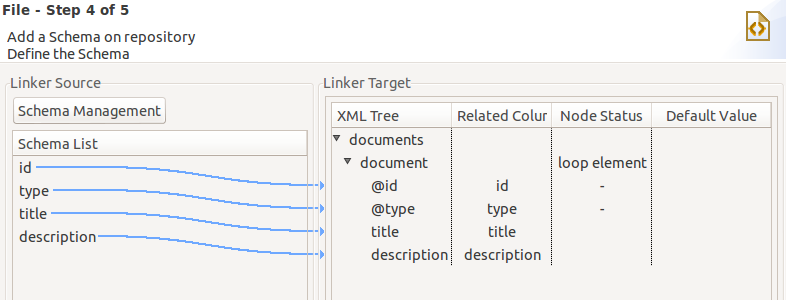 File - Step 4 of 5
Add a Schema on repository
Define the Schema
Linker Source
Schema Management
Schema List
id
type
title
description
Linker Target
XML Tree Related Colur Node Status Default Value
documents
document loop element
@id id -
@type type -
title title
description description